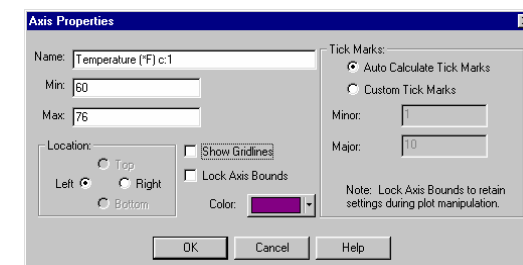 Axis Properties
Name: Temperature (°F) c:1
Min: 60
Max: 76
Location:
Top
Left Right
Bottom
Show Gridlines
Lock Axis Bounds
Color:
Tick Marks:
Auto Calculate Tick Marks
Custom Tick Marks
Minor: 1
Major: 10
Note: Lock Axis Bounds to retain
settings during plot manipulation.
OK Cancel Help